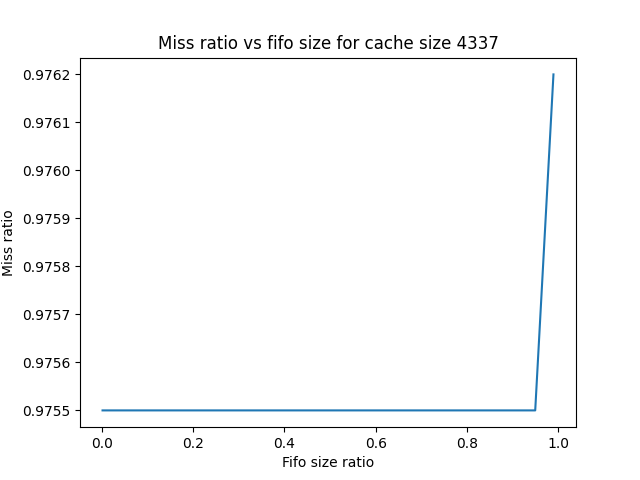 Miss ratio vs fifo size for cache size 4337
0.9762
0.9761
0.9760
0.9759
0.9758
0.9757
0.9756
0.9755
Miss ratio
0.0 0.2 0.4 0.6 0.8 1.0
Fifo size ratio